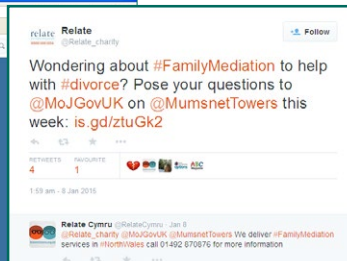 relate
Relate
@Relate_charity
Follow
Wondering about #FamilyMediation to help
with #divorce? Pose your questions to
@MoJGovUK on @MumsnetTowers this
week: is.gd/ztuGk2
RETWEETS FAVOURITE
4 1
1:59 am - 8 Jan 2015
Relate Cymru @RelateCymru · Jan 8
@Relate_charity @MoJGovUK @MumsnetTowers We deliver #FamilyMediation
services in #NorthWales call 01492 870876 for more information